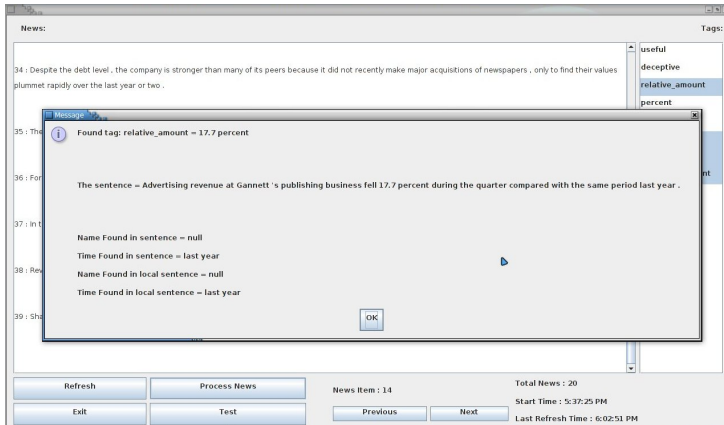 News:
Tags:
34 : Despite the debt level , the company is stronger than many of its peers because it did not recently make major acquisitions of newspapers , only to find their values
plummet rapidly over the last year or two .
useful
deceptive
relative_amount
percent
Message
35 : The
Found tag: relative_amount = 17.7 percent
36 : For
nt
The sentence = Advertising revenue at Gannett 's publishing business fell 17.7 percent during the quarter compared with the same period last year .
37 : In t
Name Found in sentence = null
Time Found in sentence = last year
38 : Rev
Name Found in local sentence = null
Time Found in local sentence = last year
39 : Sha
OK
Refresh
Process News
News Item : 14
Total News : 20
Start Time : 5:37:25 PM
Exit
Test
Previous
Next
Last Refresh Time : 6:02:51 PM